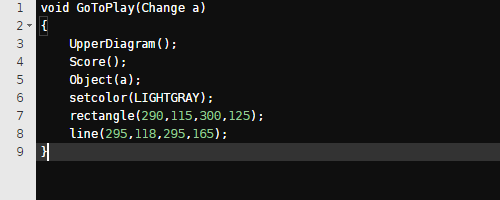 1 void GoToPlay(Change a)
2 {
3     UpperDiagram();
4     Score();
5     Object(a);
6     setcolor(LIGHTGRAY);
7     rectangle(290,115,300,125);
8     line(295,118,295,165);
9 }